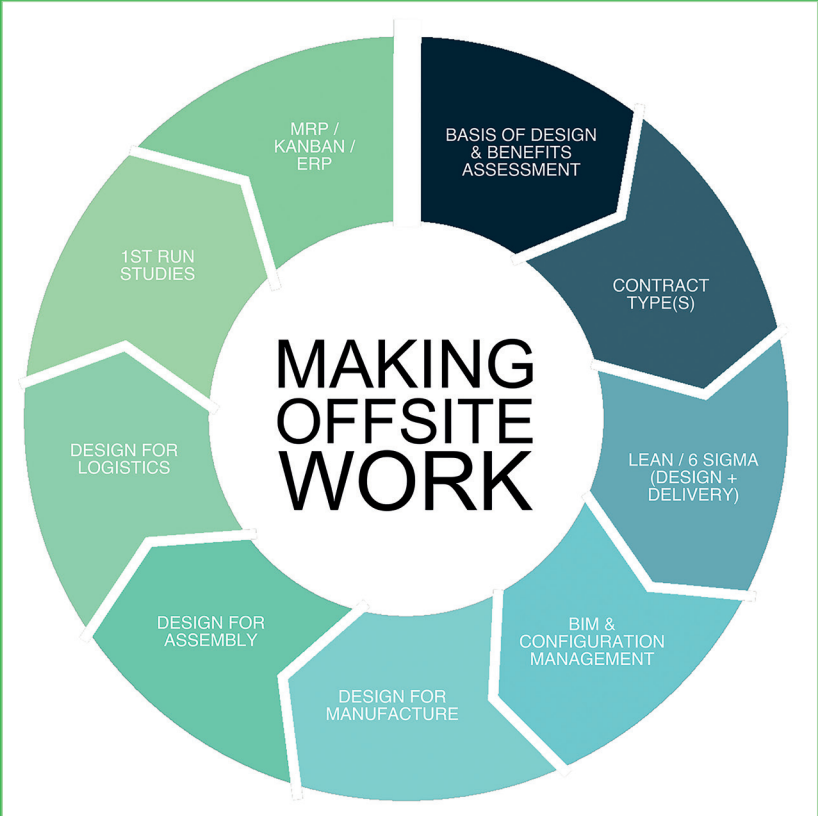 MAKING
OFFSITE
WORK
BASIS OF DESIGN
& BENEFITS
ASSESSMENT
CONTRACT
TYPE(S)
LEAN / 6 SIGMA
(DESIGN +
DELIVERY)
BIM &
CONFIGURATION
MANAGEMENT
DESIGN FOR
MANUFACTURE
DESIGN FOR
ASSEMBLY
DESIGN FOR
LOGISTICS
1ST RUN
STUDIES
MRP /
KANBAN /
ERP